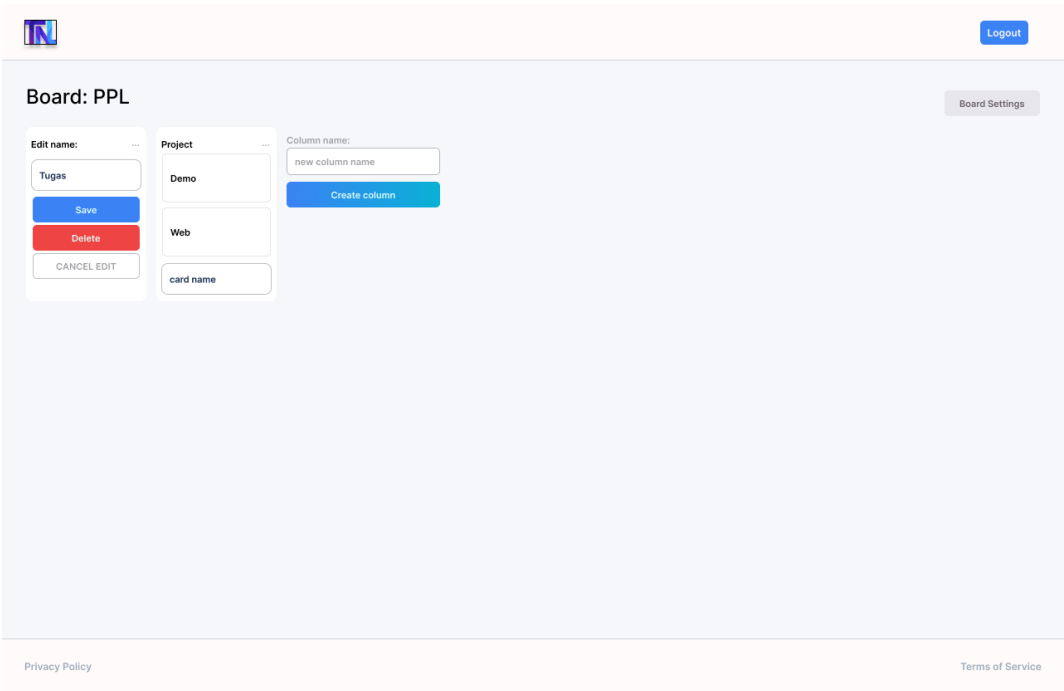 TNL
Logout
Board: PPL
Board Settings
Edit name:
...
Tugas
Save
Delete
CANCEL EDIT
Project
...
Demo
Web
card name
Column name:
new column name
Create column
Privacy Policy
Terms of Service